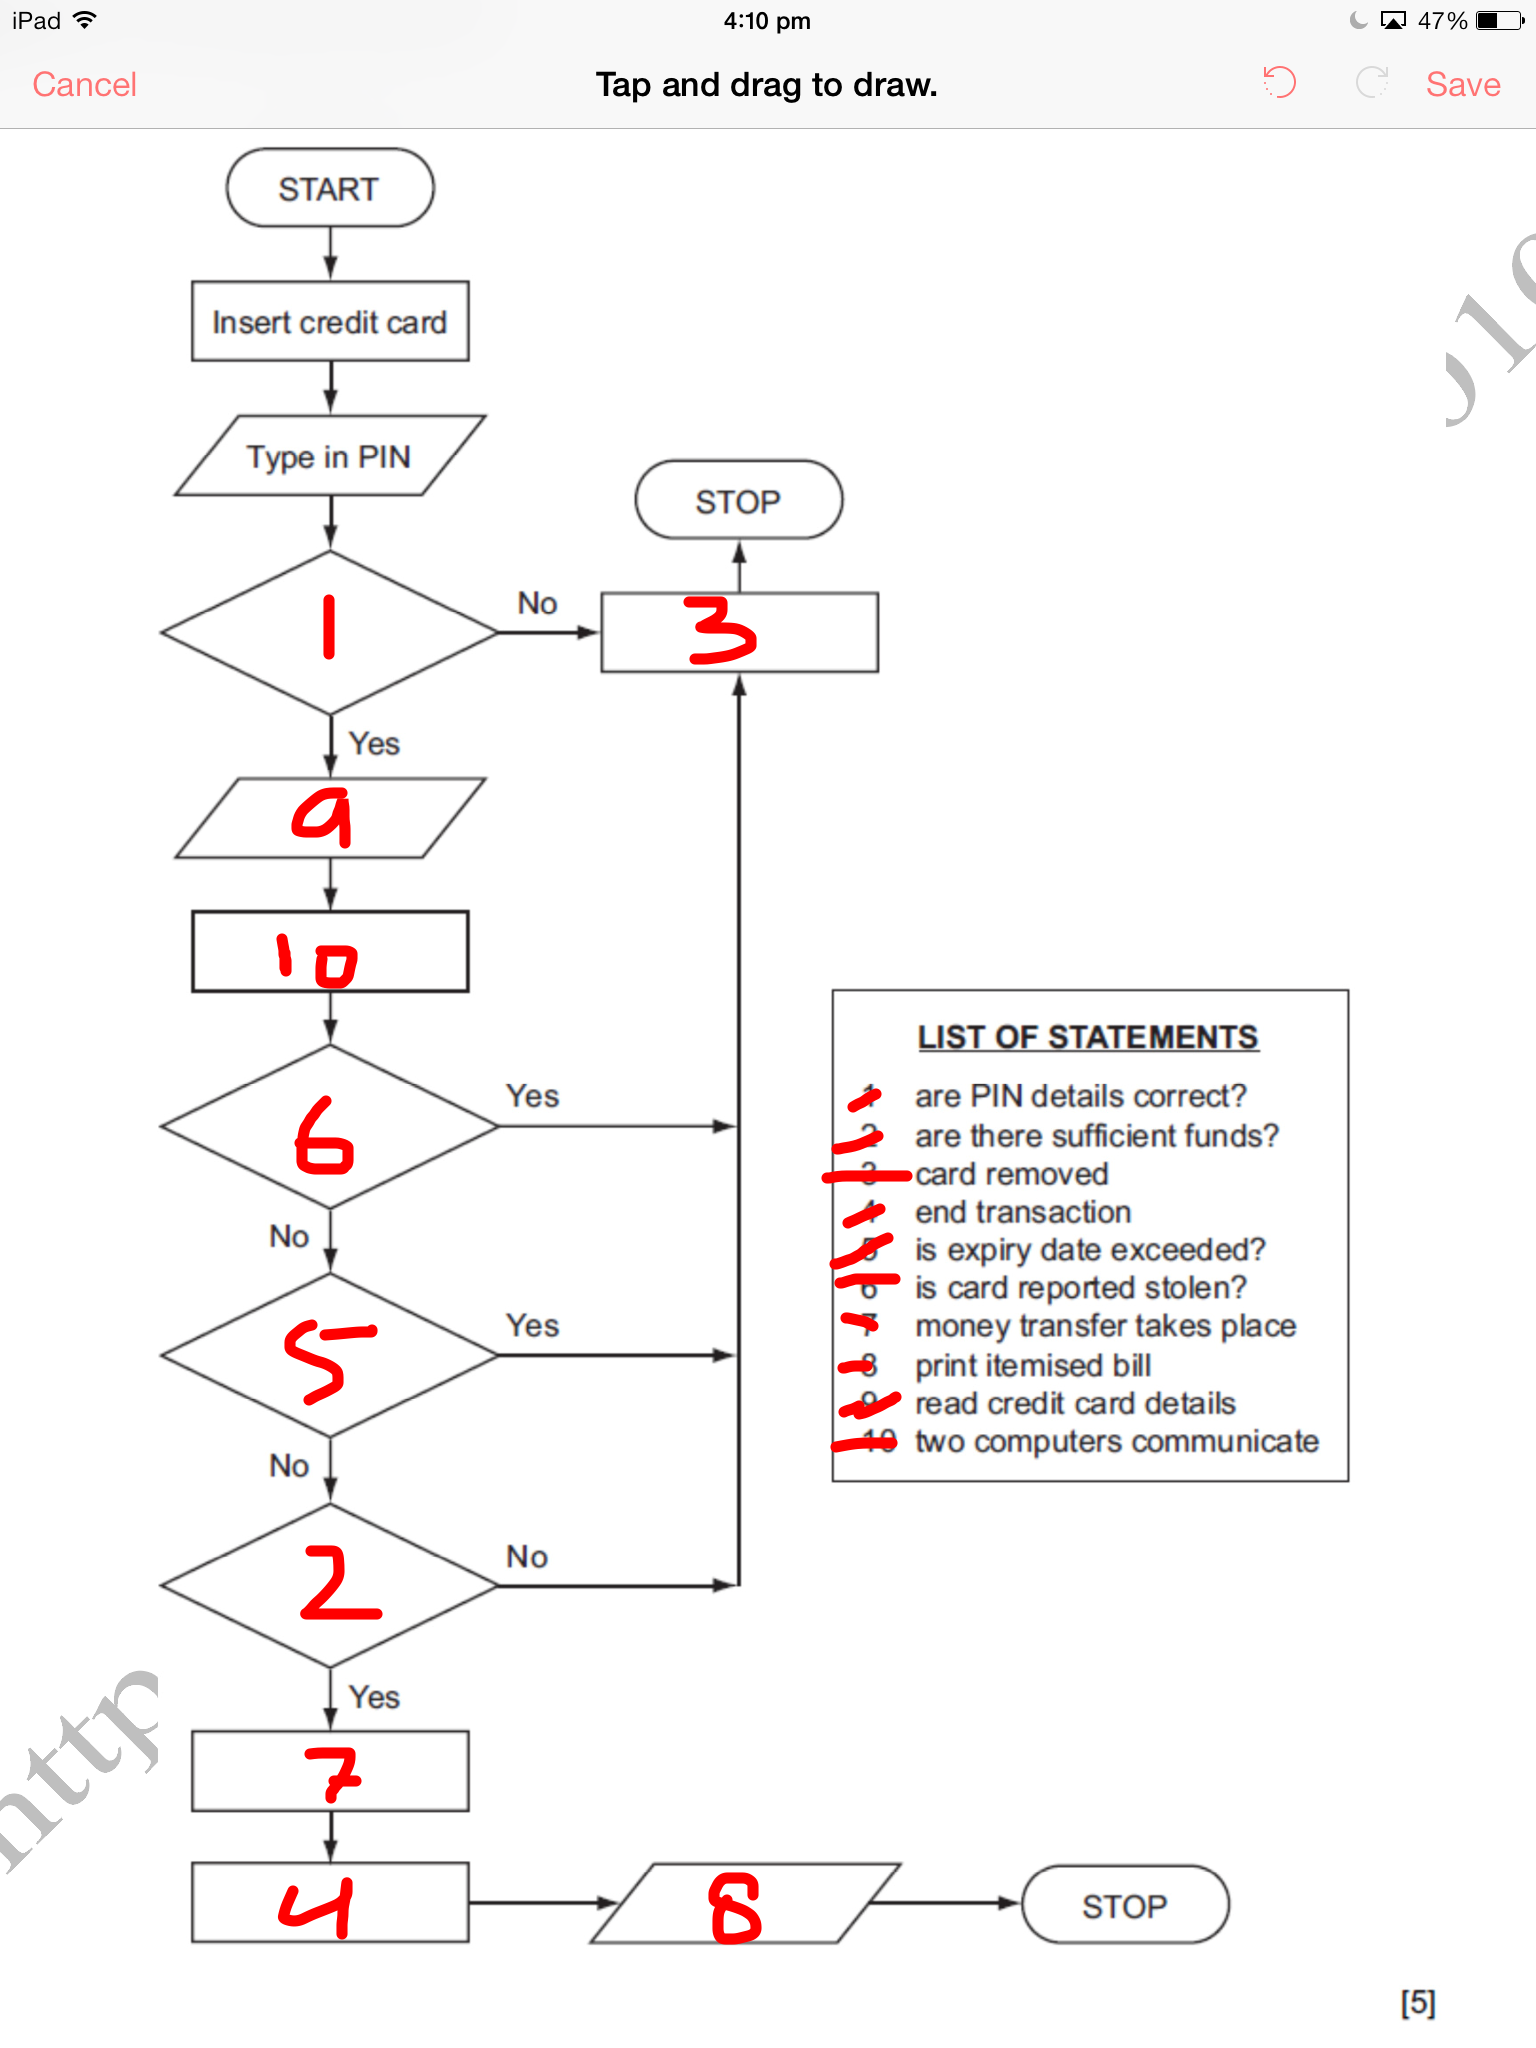 iPad 4:10 pm 47%
Cancel Tap and drag to draw. Save
START
Insert credit card
Type in PIN
STOP
1
No
3
Yes
9
10
LIST OF STATEMENTS
1 are PIN details correct?
2 are there sufficient funds?
3 card removed
4 end transaction
5 is expiry date exceeded?
6 is card reported stolen?
7 money transfer takes place
8 print itemised bill
9 read credit card details
10 two computers communicate
6
Yes
No
5
Yes
No
2
No
Yes
7
4
8
STOP
[5]
http